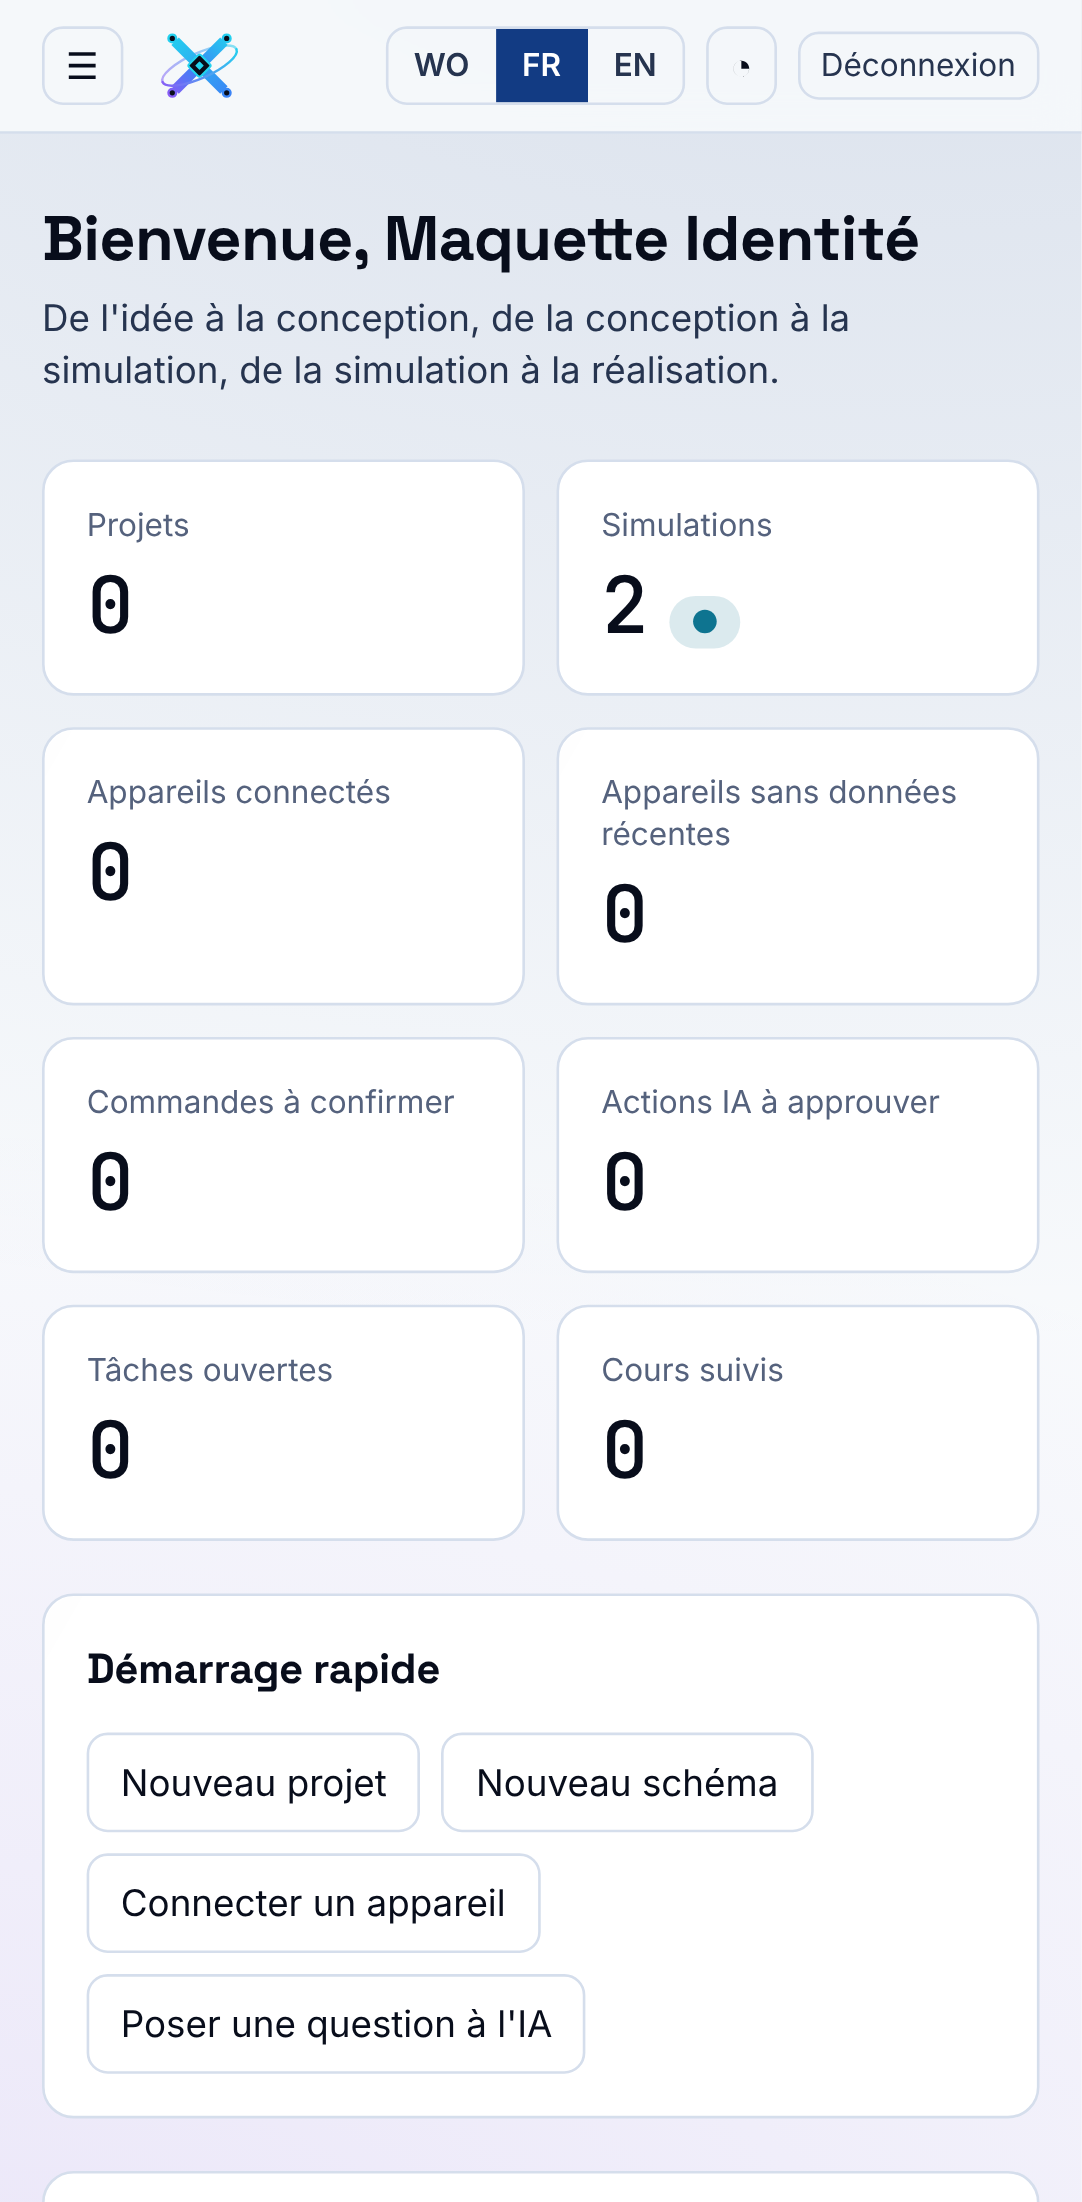 ☰ WO FR EN Déconnexion
Bienvenue, Maquette Identité
De l'idée à la conception, de la conception à la
simulation, de la simulation à la réalisation.
Projets
0
Simulations
2
Appareils connectés
0
Appareils sans données
récentes
0
Commandes à confirmer
0
Actions IA à approuver
0
Tâches ouvertes
0
Cours suivis
0
Démarrage rapide
Nouveau projet
Nouveau schéma
Connecter un appareil
Poser une question à l'IA